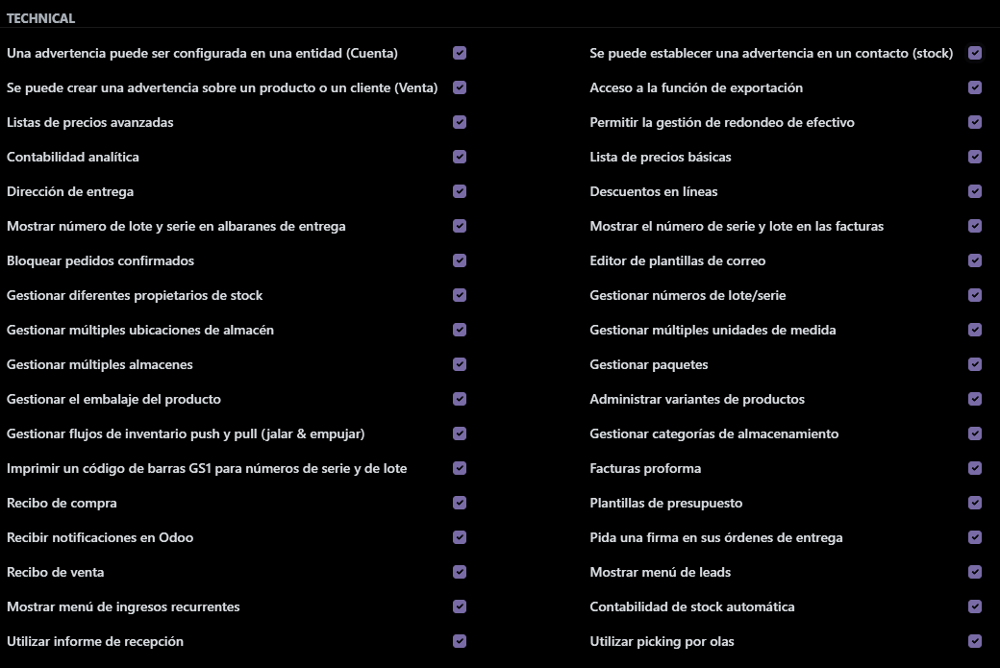 TECHNICAL
Una advertencia puede ser configurada en una entidad (Cuenta)
Se puede establecer una advertencia en un contacto (stock)
Se puede crear una advertencia sobre un producto o un cliente (Venta)
Acceso a la función de exportación
Listas de precios avanzadas
Permitir la gestión de redondeo de efectivo
Contabilidad analítica
Lista de precios básicas
Dirección de entrega
Descuentos en líneas
Mostrar número de lote y serie en albaranes de entrega
Mostrar el número de serie y lote en las facturas
Bloquear pedidos confirmados
Editor de plantillas de correo
Gestionar diferentes propietarios de stock
Gestionar números de lote/serie
Gestionar múltiples ubicaciones de almacén
Gestionar múltiples unidades de medida
Gestionar múltiples almacenes
Gestionar paquetes
Gestionar el embalaje del producto
Administrar variantes de productos
Gestionar flujos de inventario push y pull (jalar & empujar)
Gestionar categorías de almacenamiento
Imprimir un código de barras GS1 para números de serie y de lote
Facturas proforma
Recibo de compra
Plantillas de presupuesto
Recibir notificaciones en Odoo
Pida una firma en sus órdenes de entrega
Recibo de venta
Mostrar menú de leads
Mostrar menú de ingresos recurrentes
Contabilidad de stock automática
Utilizar informe de recepción
Utilizar picking por olas